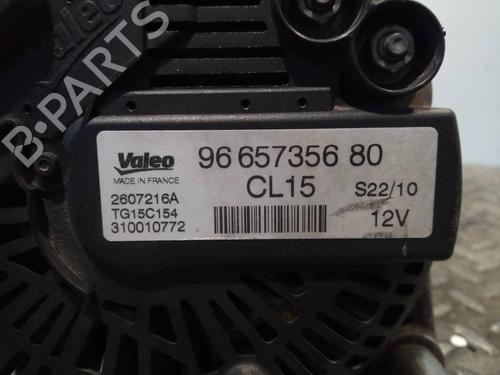 Valeo
MADE IN FRANCE
96 657356 80
CL15
S22/10
12V
2607216A
TG15C154
310010772
B-PARTS